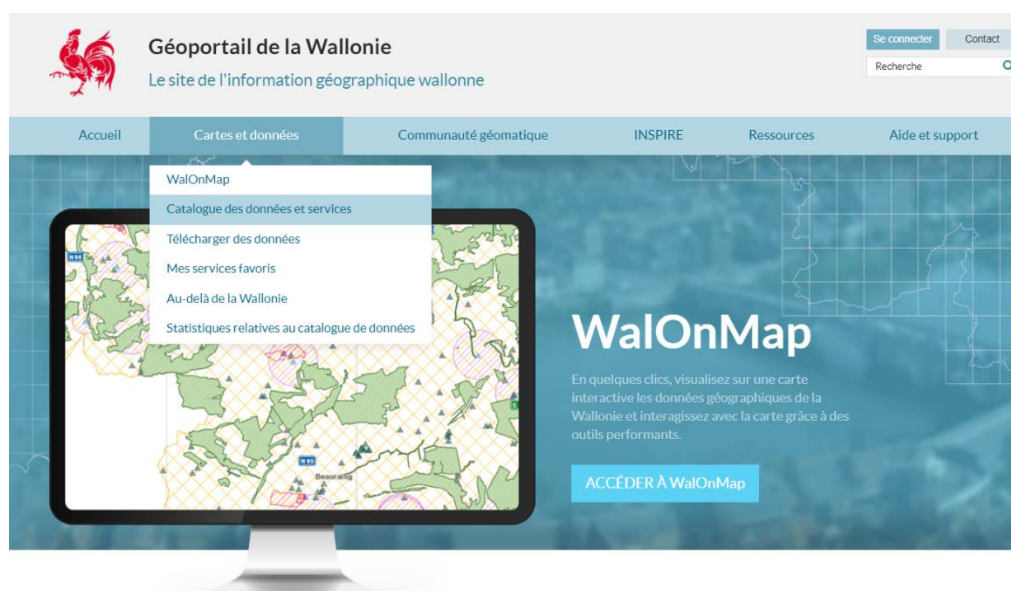 Géoportail de la Wallonie
Le site de l'information géographique wallonne
Se connecter
Contact
Recherche
Accueil
Cartes et données
Communauté géomatique
INSPIRE
Ressources
Aide et support
WalOnMap
Catalogue des données et services
Télécharger des données
Mes services favoris
Au-delà de la Wallonie
Statistiques relatives au catalogue de données
N 98
N 95
Beauraing
WalOnMap
En quelques clics, visualisez sur une carte
interactive les données géographiques de la
Wallonie et interagissez avec la carte grâce à des
outils performants.
ACCÉDER À WalOnMap